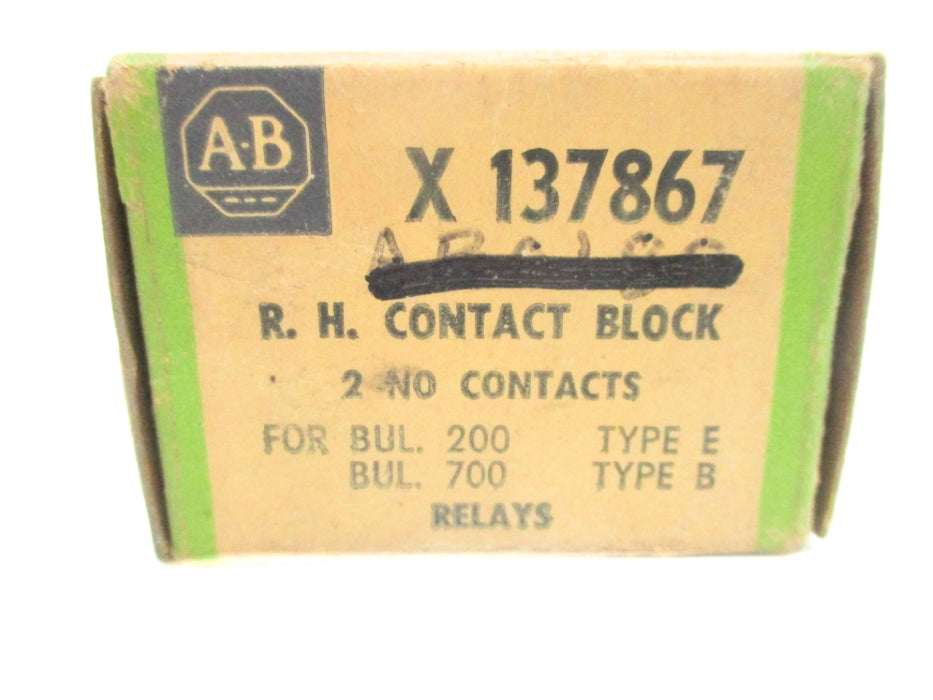 A-B
X 137867
R. H. CONTACT BLOCK
2 NO CONTACTS
FOR BUL. 200 TYPE E
BUL. 700 TYPE B
RELAYS